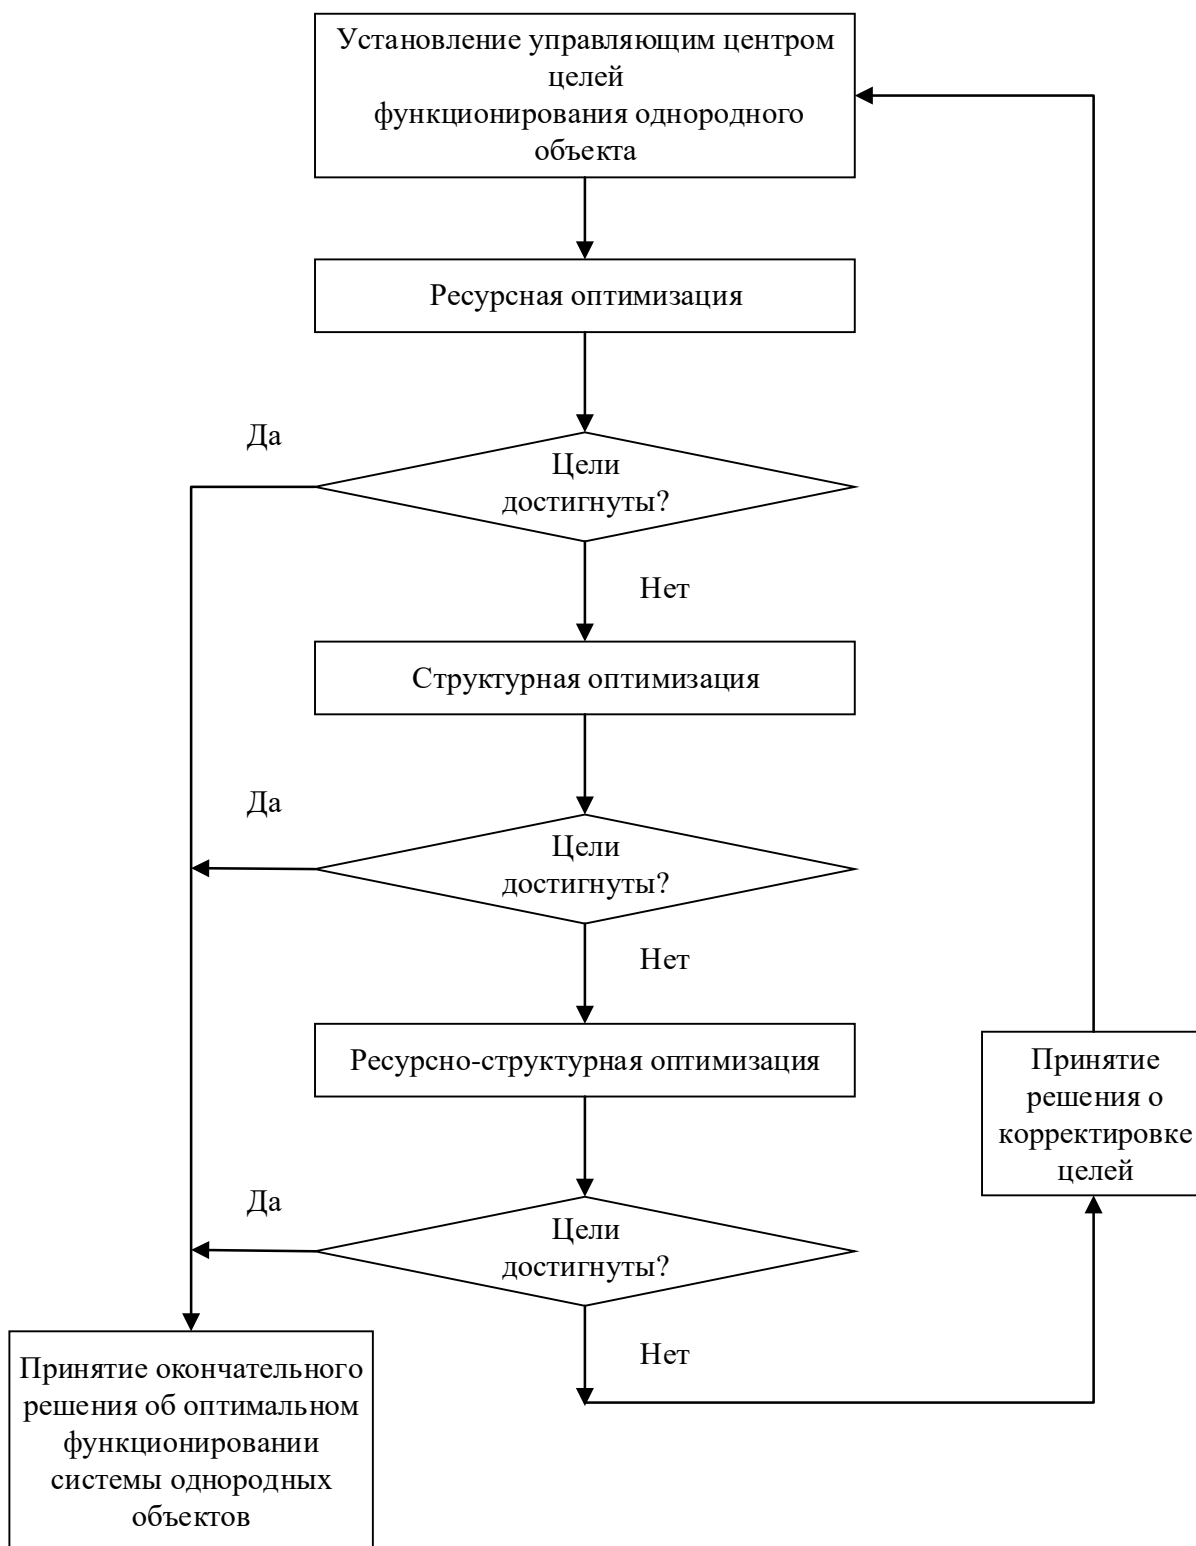 Установление управляющим центром
целей
функционирования однородного
объекта
Ресурсная оптимизация
Да
Цели
достигнуты?
Нет
Структурная оптимизация
Да
Цели
достигнуты?
Нет
Ресурсно-структурная оптимизация
Принятие
решения о
корректировке
целей
Да
Цели
достигнуты?
Нет
Принятие окончательного
решения об оптимальном
функционировании
системы однородных
объектов